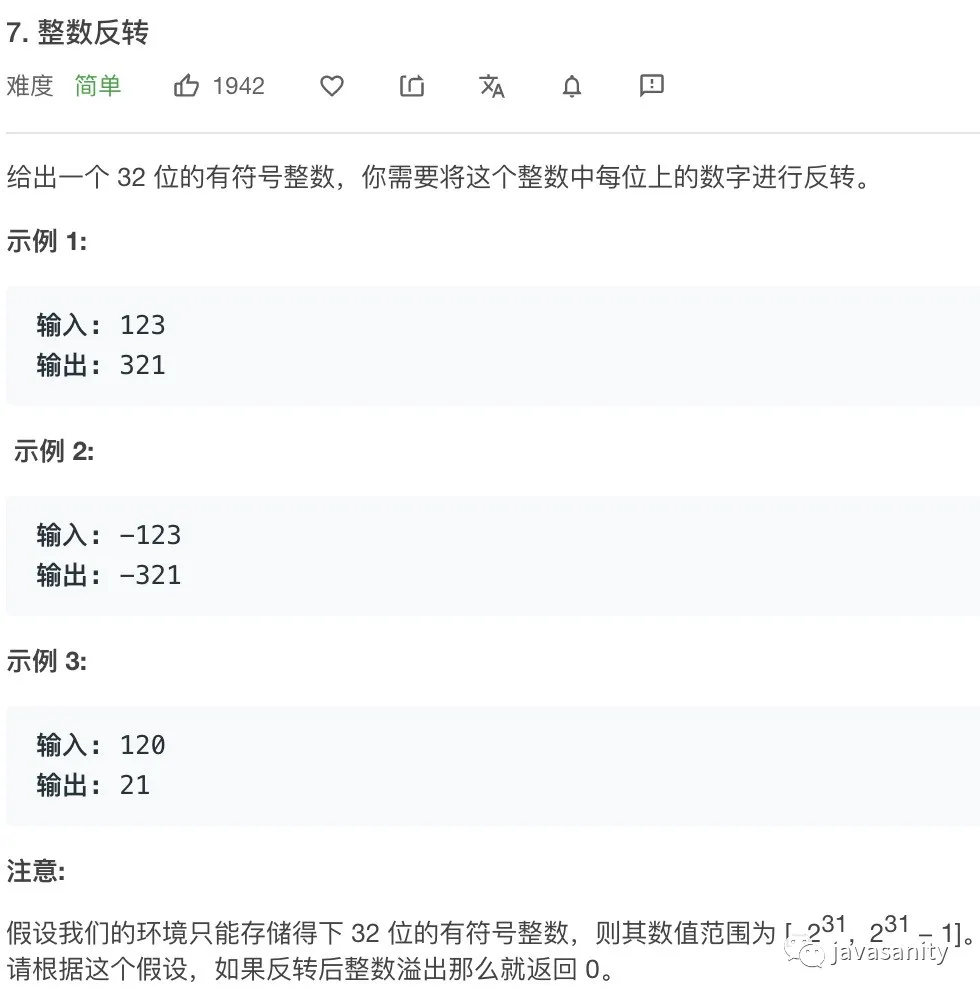 7. 整数反转
难度 简单 1942
给出一个 32 位的有符号整数，你需要将这个整数中每位上的数字进行反转。
示例 1:
输入: 123
输出: 321
示例 2:
输入: -123
输出: -321
示例 3:
输入: 120
输出: 21
注意:
假设我们的环境只能存储得下 32 位的有符号整数，则其数值范围为 [−2^31, 2^31 − 1]。
请根据这个假设，如果反转后整数溢出那么就返回 0。
javasanity